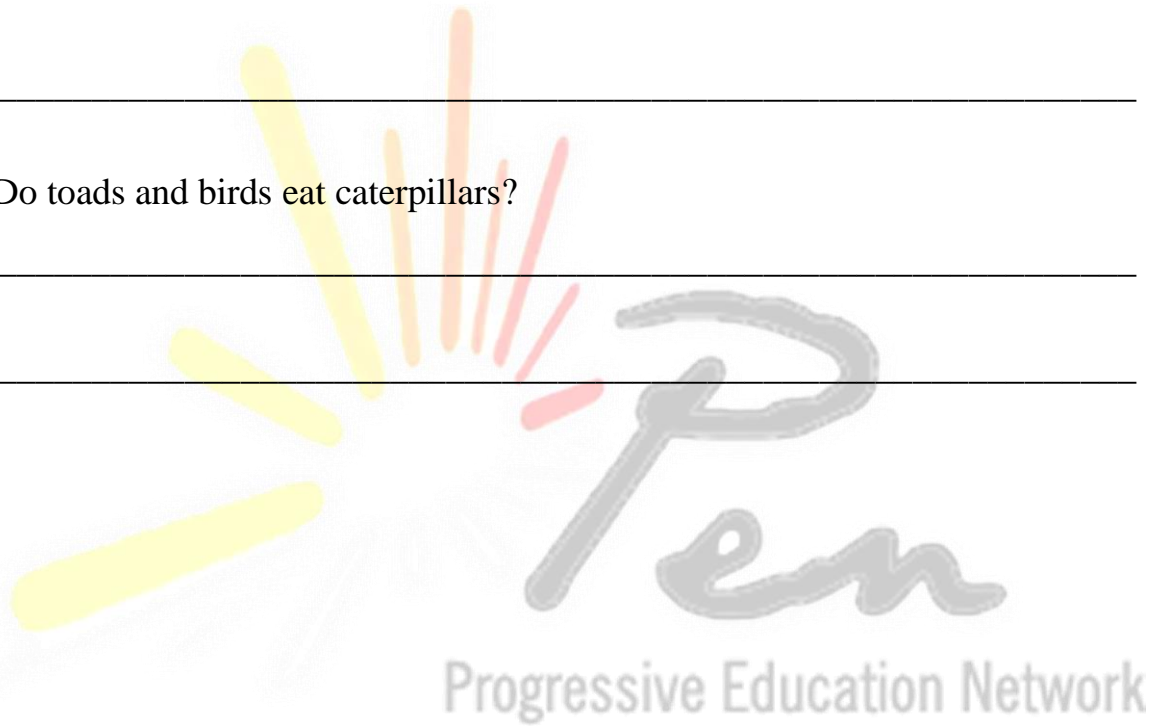 Do toads and birds eat caterpillars?
Pen
Progressive Education Network